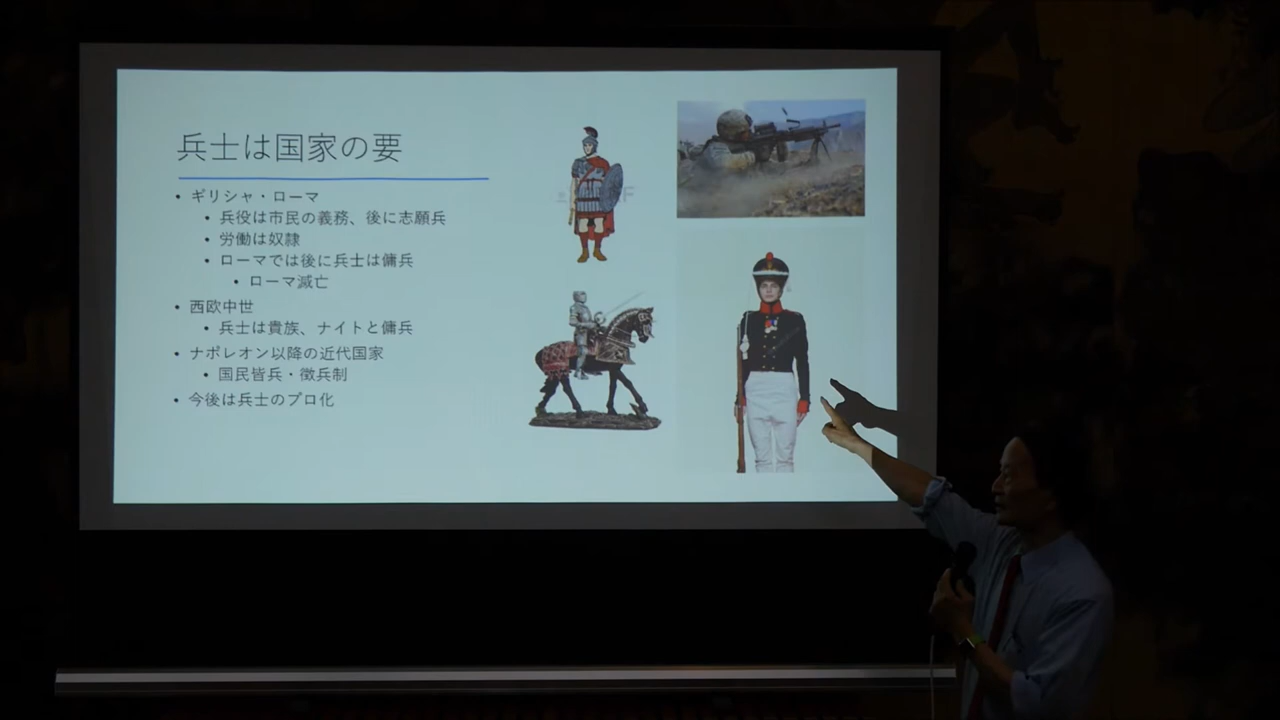 兵士は国家の要
• ギリシャ・ローマ
• 兵役は市民の義務、後に志願兵
• 労働は奴隷
• ローマでは後に兵士は傭兵
• ローマ滅亡
• 西欧中世
• 兵士は貴族、ナイトと傭兵
• ナポレオン以降の近代国家
• 国民皆兵・徴兵制
• 今後は兵士のプロ化